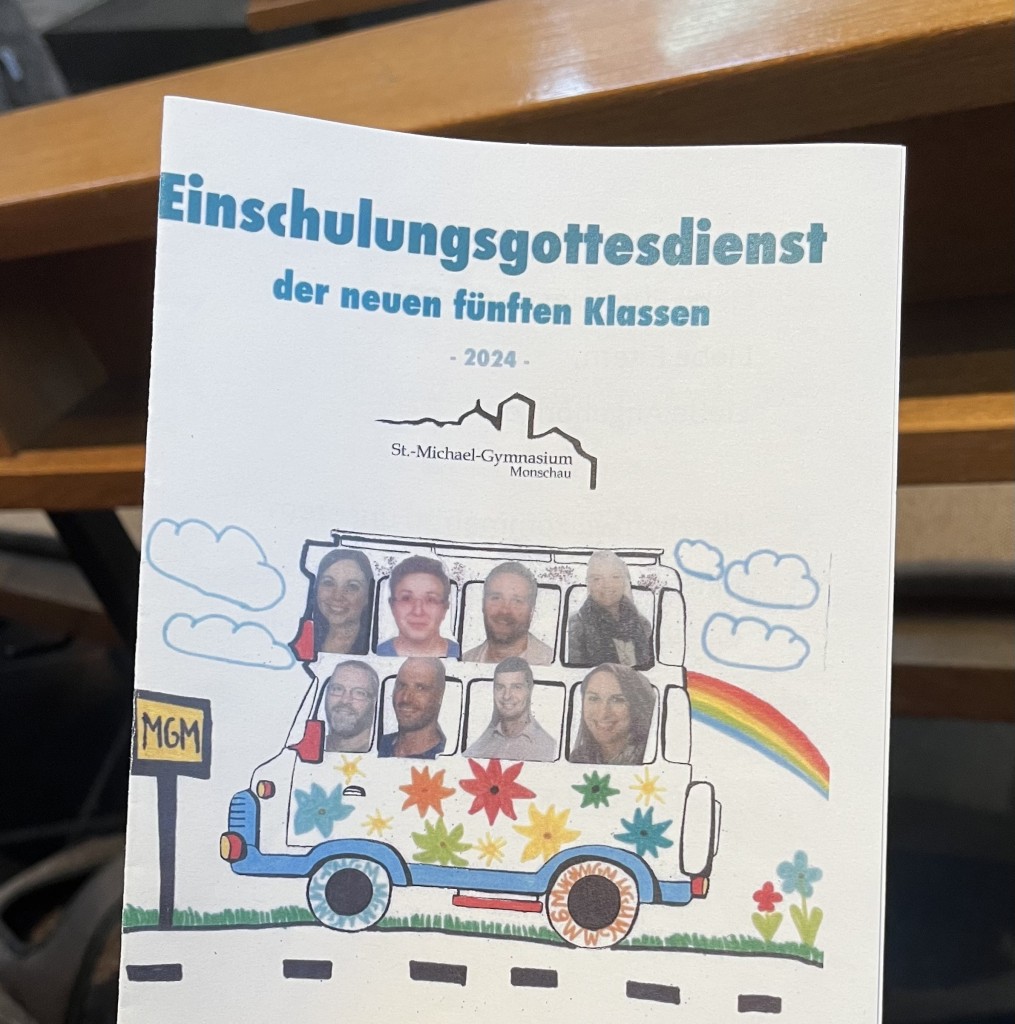 Einschulungsgottesdienst
der neuen fünften Klassen
- 2024 -
St.-Michael-Gymnasium
Monschau
MGM